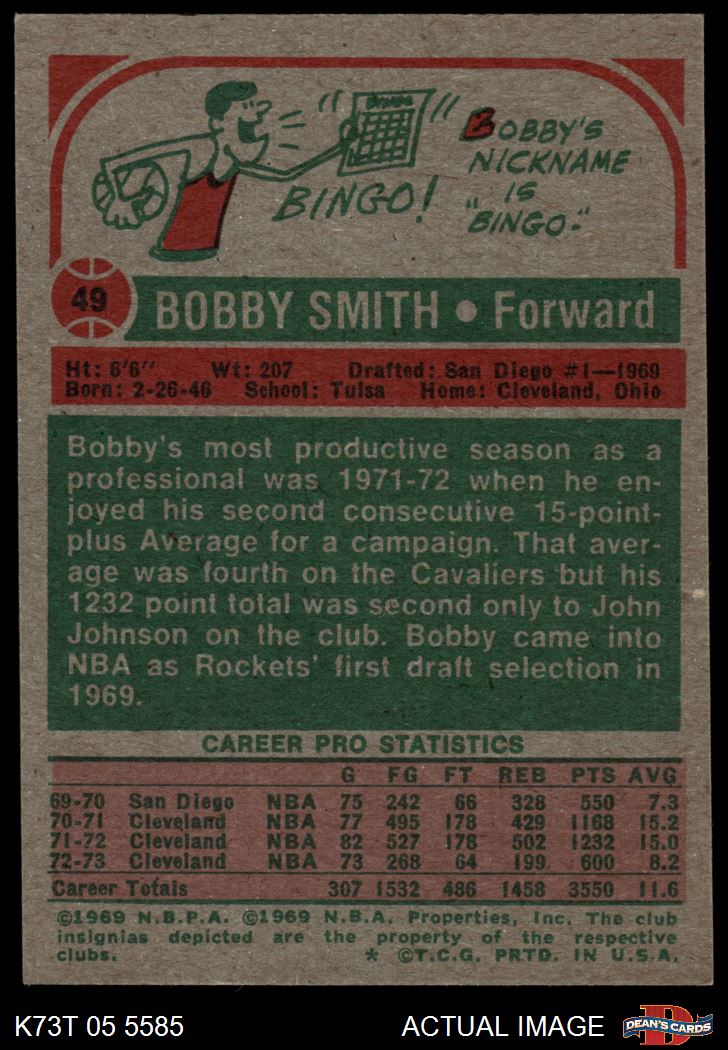 BINGO
BINGO!
BOBBY'S
NICKNAME
IS
"BINGO."
49
BOBBY SMITH • Forward
Ht: 6'6" Wt: 207 Drafted: San Diego #1—1969
Born: 2-26-46 School: Tulsa Home: Cleveland, Ohio
Bobby's most productive season as a
professional was 1971-72 when he en-
joyed his second consecutive 15-point-
plus Average for a campaign. That aver-
age was fourth on the Cavaliers but his
1232 point total was second only to John
Johnson on the club. Bobby came into
NBA as Rockets' first draft selection in
1969.
CAREER PRO STATISTICS
G FG FT REB PTS AVG
69-70 San Diego NBA 75 242 66 328 550 7.3
70-71 Cleveland NBA 77 495 178 429 1168 15.2
71-72 Cleveland NBA 82 527 178 502 1232 15.0
72-73 Cleveland NBA 73 268 64 199 600 8.2
Career Totals 307 1532 486 1458 3550 11.6
©1969 N.B.P.A. ©1969 N.B.A. Properties, Inc. The club
insignias depicted are the property of the respective
clubs. * ©T.C.G. PRTD. IN U.S.A.
K73T 05 5585 ACTUAL IMAGE
D
DEAN'S CARDS